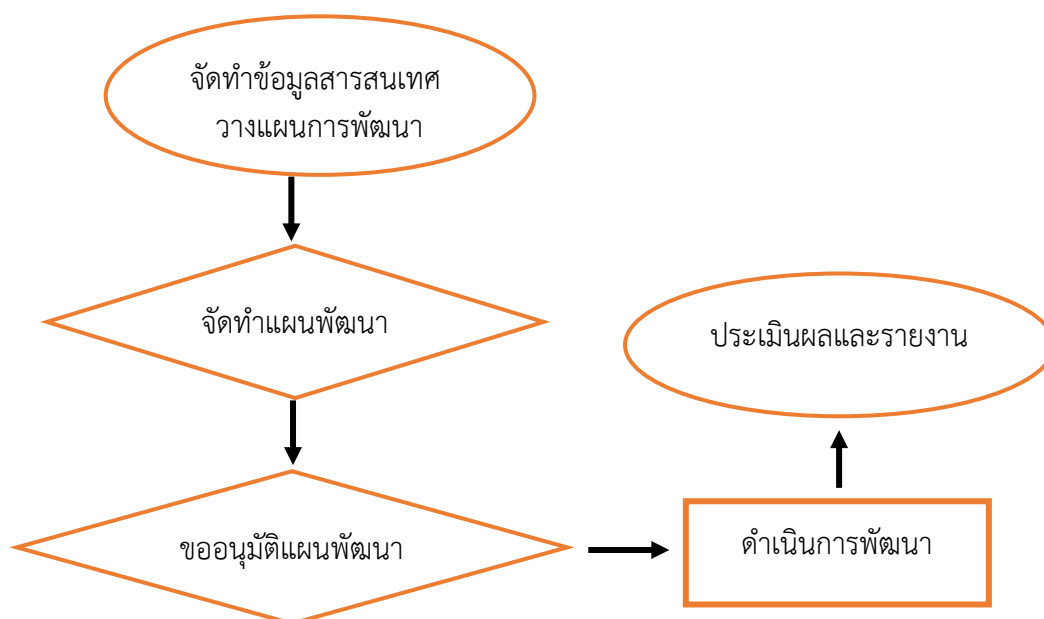 จัดทำข้อมูลสารสนเทศ
วางแผนการพัฒนา
จัดทำแผนพัฒนา
ขออนุมัติแผนพัฒนา
ดำเนินการพัฒนา
ประเมินผลและรายงาน